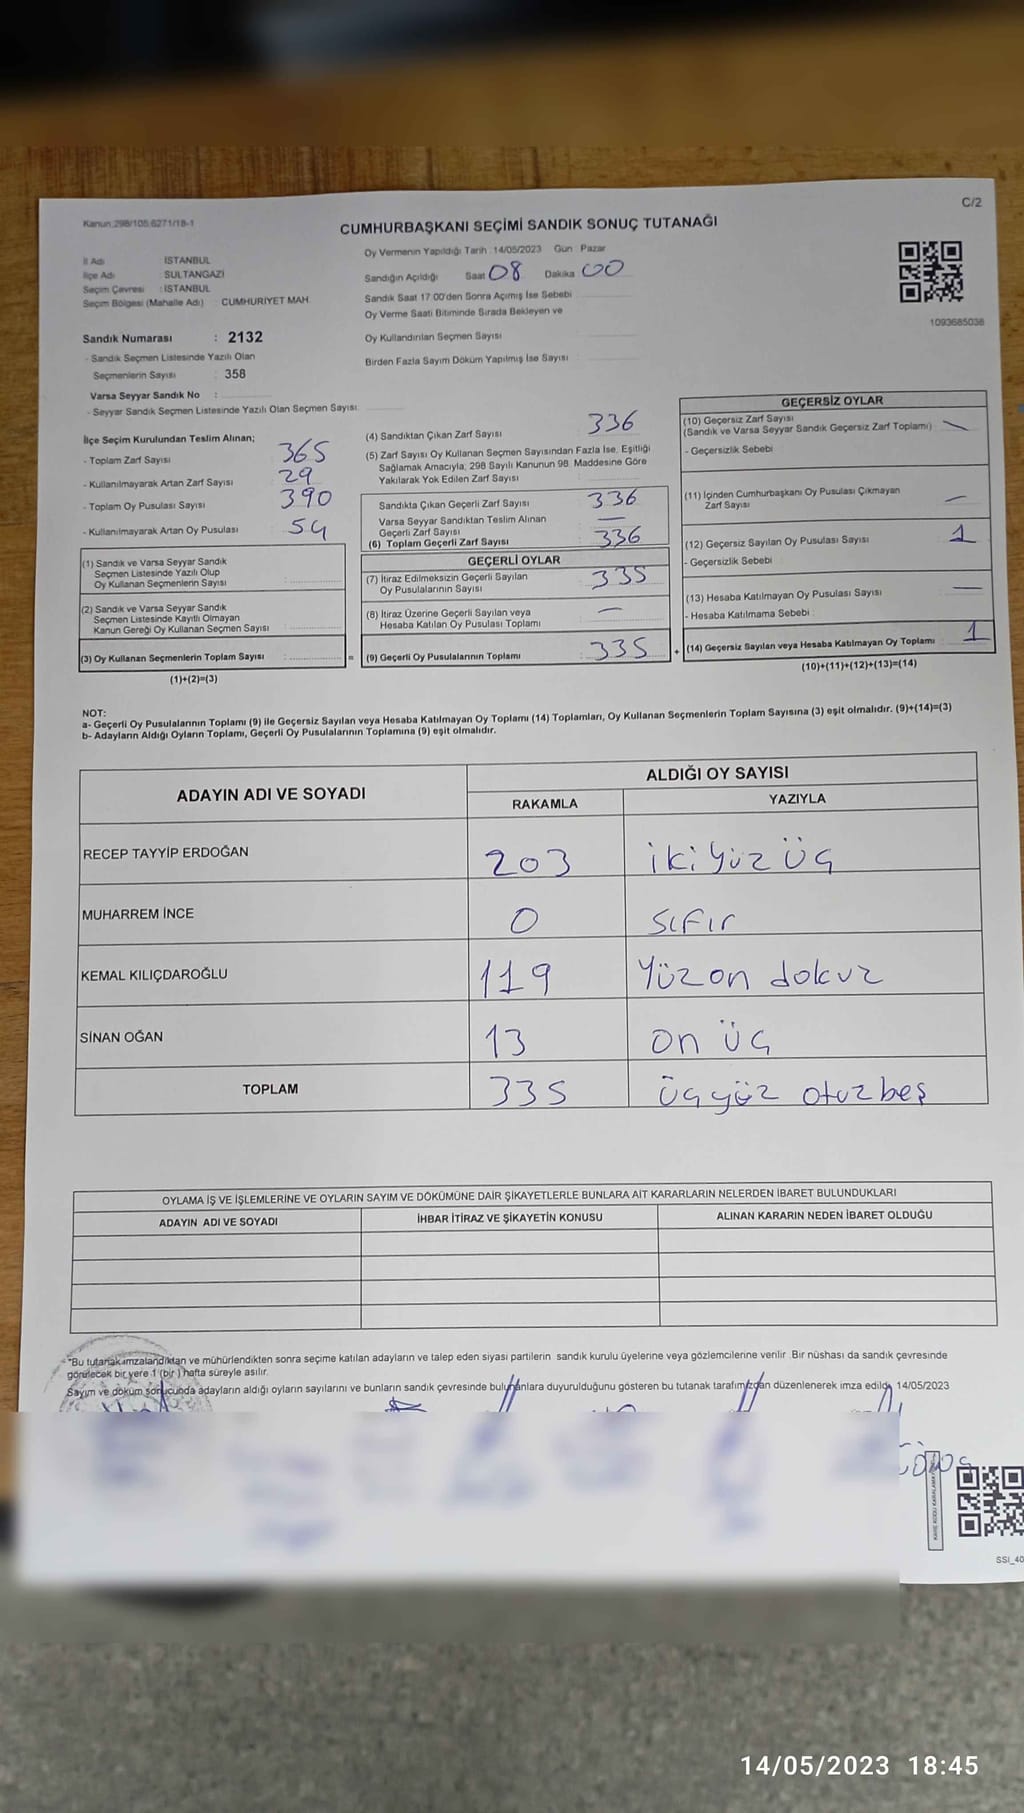 C/2
Kanun:298/105,6271/18-1
CUMHURBAŞKANI SEÇİMİ SANDIK SONUÇ TUTANAĞI
İl Adı : İSTANBUL
İlçe Adı : SULTANGAZİ
Seçim Çevresi : İSTANBUL
Seçim Bölgesi (Mahalle Adı) : CUMHURİYET MAH.
Oy Vermenin Yapıldığı Tarih : 14/05/2023 Gün Pazar
Sandığın Açıldığı Saat 08 Dakika 00
Sandık Saat 17:00'den Sonra Açımış İse Sebebi
Oy Verme Saati Bitiminde Sırada Bekleyen ve
Oy Kullandırılan Seçmen Sayısı
Birden Fazla Sayım Döküm Yapılmış İse Sayısı
1093685038
Sandık Numarası : 2132
- Sandık Seçmen Listesinde Yazılı Olan
Seçmenlerin Sayısı : 358
Varsa Seyyar Sandık No :
- Seyyar Sandık Seçmen Listesinde Yazılı Olan Seçmen Sayısı:
İlçe Seçim Kurulundan Teslim Alınan;
- Toplam Zarf Sayısı : 365
- Kullanılmayarak Artan Zarf Sayısı : 29
- Toplam Oy Pusulası Sayısı : 390
- Kullanılmayarak Artan Oy Pusulası : 54
(1) Sandık ve Varsa Seyyar Sandık
Seçmen Listesinde Yazılı Olup
Oy Kullanan Seçmenlerin Sayısı :
(2) Sandık ve Varsa Seyyar Sandık
Seçmen Listesinde Kayıtlı Olmayan
Kanun Gereği Oy Kullanan Seçmen Sayısı :
(3) Oy Kullanan Seçmenlerin Toplam Sayısı : =
(1)+(2)=(3)
(4) Sandıktan Çıkan Zarf Sayısı : 336
(5) Zarf Sayısı Oy Kullanan Seçmen Sayısından Fazla İse, Eşitliği
Sağlamak Amacıyla, 298 Sayılı Kanunun 98. Maddesine Göre
Yakılarak Yok Edilen Zarf Sayısı :
Sandıkta Çıkan Geçerli Zarf Sayısı : 336
Varsa Seyyar Sandıktan Teslim Alınan
Geçerli Zarf Sayısı : —
(6) Toplam Geçerli Zarf Sayısı : 336
GEÇERLİ OYLAR
(7) İtiraz Edilmeksizin Geçerli Sayılan
Oy Pusulalarının Sayısı : 335
(8) İtiraz Üzerine Geçerli Sayılan veya
Hesaba Katılan Oy Pusulası Toplamı : —
(9) Geçerli Oy Pusulalarının Toplamı : 335 +
GEÇERSİZ OYLAR
(10) Geçersiz Zarf Sayısı
(Sandık ve Varsa Seyyar Sandık Geçersiz Zarf Toplamı) : —
- Geçersizlik Sebebi :
(11) İçinden Cumhurbaşkanı Oy Pusulası Çıkmayan
Zarf Sayısı : —
(12) Geçersiz Sayılan Oy Pusulası Sayısı : 1
- Geçersizlik Sebebi :
(13) Hesaba Katılmayan Oy Pusulası Sayısı : —
- Hesaba Katılmama Sebebi :
(14) Geçersiz Sayılan veya Hesaba Katılmayan Oy Toplamı : 1
(10)+(11)+(12)+(13)=(14)
NOT:
a- Geçerli Oy Pusulalarının Toplamı (9) ile Geçersiz Sayılan veya Hesaba Katılmayan Oy Toplamı (14) Toplamları, Oy Kullanan Seçmenlerin Toplam Sayısına (3) eşit olmalıdır. (9)+(14)=(3)
b- Adayların Aldığı Oyların Toplamı, Geçerli Oy Pusulalarının Toplamına (9) eşit olmalıdır.
ADAYIN ADI VE SOYADI
ALDIĞI OY SAYISI
RAKAMLA YAZIYLA
RECEP TAYYİP ERDOĞAN 203 iki yüz üç
MUHARREM İNCE 0 sıfır
KEMAL KILIÇDAROĞLU 119 Yüz on dokuz
SİNAN OĞAN 13 on üç
TOPLAM 335 üçyüz otuzbeş
OYLAMA İŞ VE İŞLEMLERİNE VE OYLARIN SAYIM VE DÖKÜMÜNE DAİR ŞİKAYETLERLE BUNLARA AİT KARARLARIN NELERDEN İBARET BULUNDUKLARI
ADAYIN ADI VE SOYADI İHBAR İTİRAZ VE ŞİKAYETİN KONUSU ALINAN KARARIN NEDEN İBARET OLDUĞU
*Bu tutanak imzalandıktan ve mühürlendikten sonra seçime katılan adayların ve talep eden siyasi partilerin sandık kurulu üyelerine veya gözlemcilerine verilir. Bir nüshası da sandık çevresinde
görülecek bir yere 1 (bir) hafta süreyle asılır.
Sayım ve döküm sonucunda adayların aldığı oyların sayılarını ve bunların sandık çevresinde bulunanlara duyurulduğunu gösteren bu tutanak tarafımızdan düzenlenerek imza edildi. 14/05/2023
SSI_40
14/05/2023 18:45